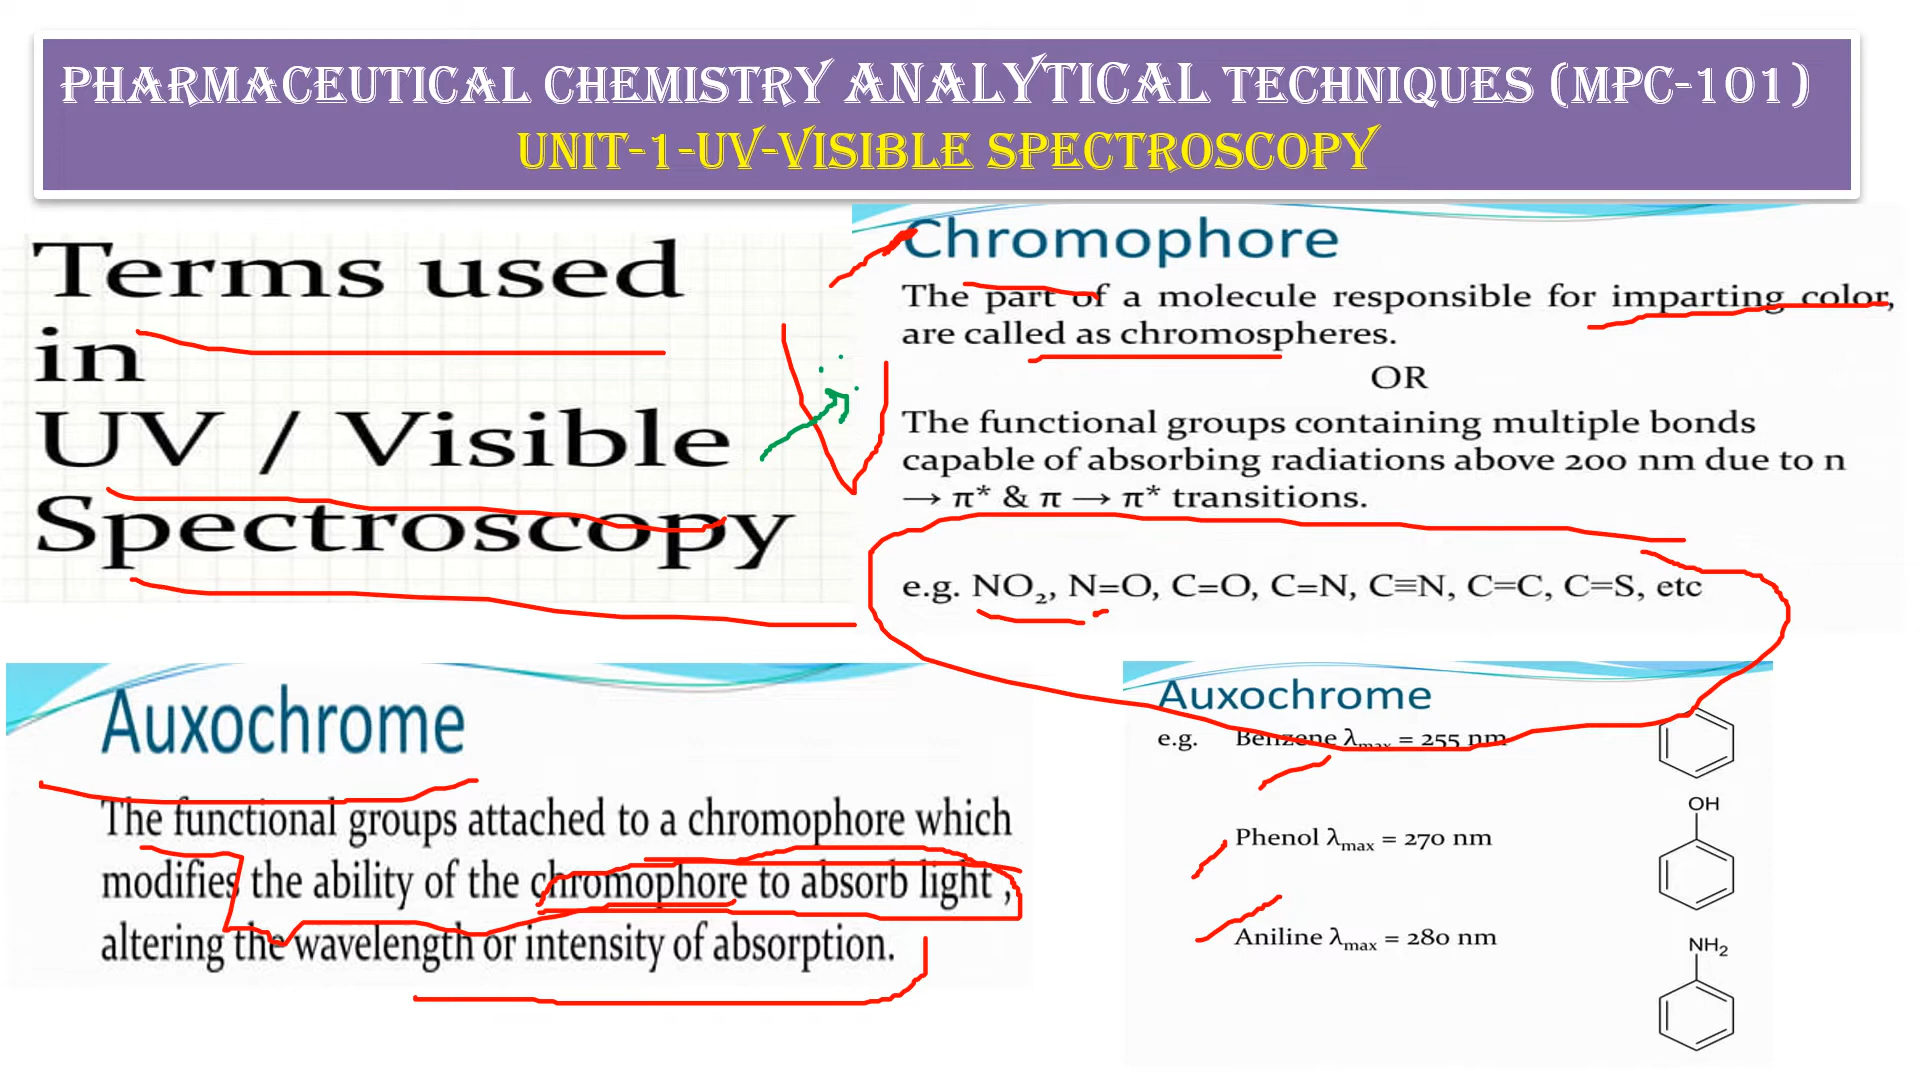 PHARMACEUTICAL CHEMISTRY ANALYTICAL TECHNIQUES (MPC-101)
UNIT-1-UV-VISIBLE SPECTROSCOPY
Terms used
in
UV / Visible
Spectroscopy
Chromophore
The part of a molecule responsible for imparting color,
are called as chromospheres.
OR
The functional groups containing multiple bonds
capable of absorbing radiations above 200 nm due to n
→ π* & π → π* transitions.
e.g. NO₂, N=O, C=O, C=N, C≡N, C=C, C=S, etc
Auxochrome
The functional groups attached to a chromophore which
modifies the ability of the chromophore to absorb light ,
altering the wavelength or intensity of absorption.
Auxochrome
e.g. Benzene λmax = 255 nm
OH
Phenol λmax = 270 nm
Aniline λmax = 280 nm
NH₂